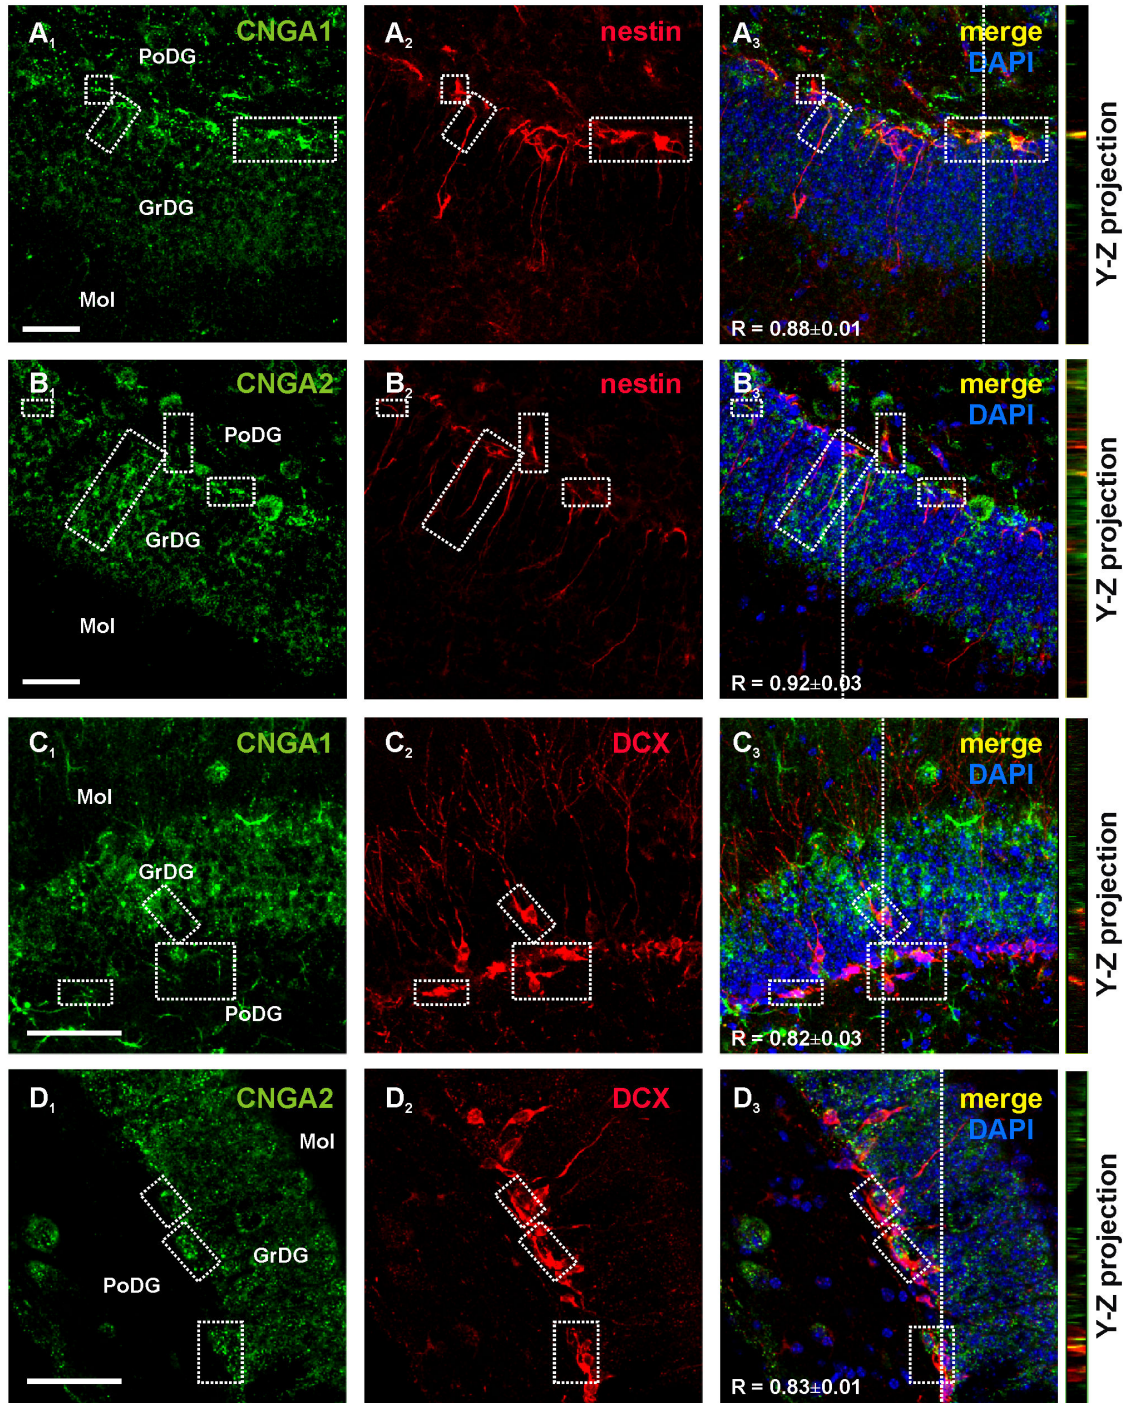 A1 CNGA1
PoDG
GrDG
Mol
A2 nestin
A3 merge
DAPI
R = 0.88±0.01
Y-Z projection
B1 CNGA2
PoDG
GrDG
Mol
B2 nestin
B3 merge
DAPI
R = 0.92±0.03
Y-Z projection
C1 CNGA1
Mol
GrDG
PoDG
C2 DCX
C3 merge
DAPI
R = 0.82±0.03
Y-Z projection
D1 CNGA2
Mol
GrDG
PoDG
D2 DCX
D3 merge
DAPI
R = 0.83±0.01
Y-Z projection